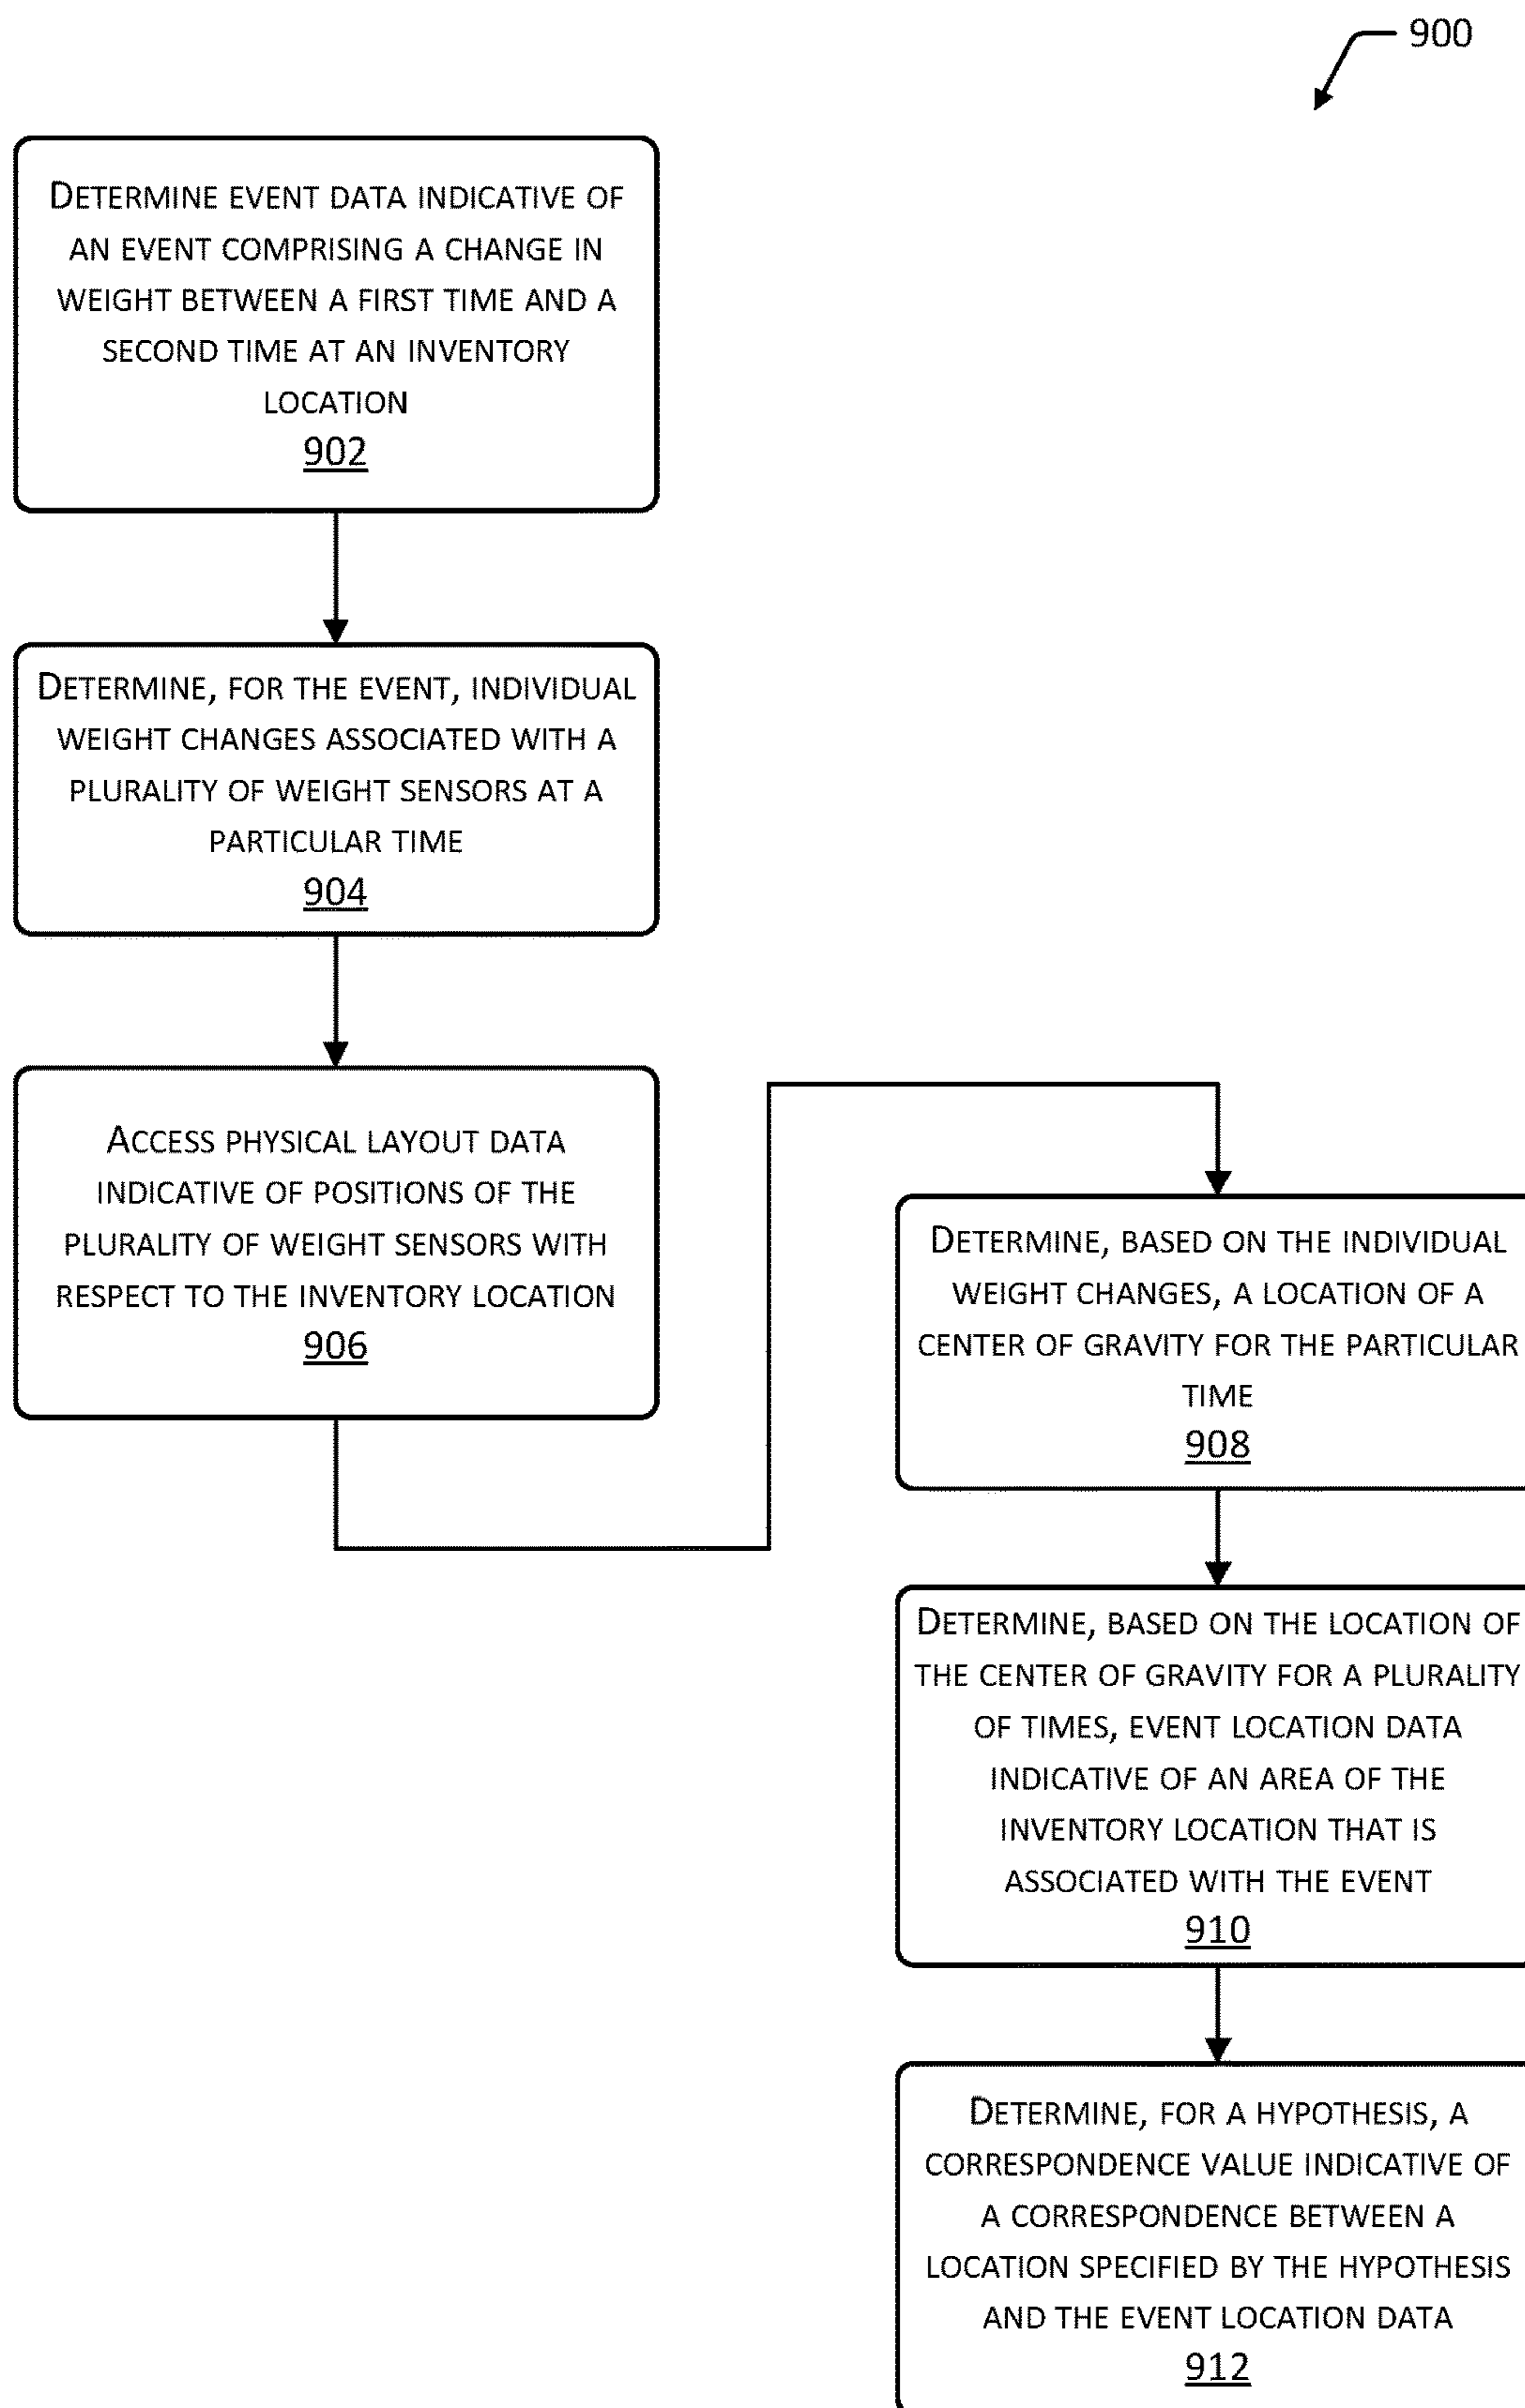 900
DETERMINE EVENT DATA INDICATIVE OF
AN EVENT COMPRISING A CHANGE IN
WEIGHT BETWEEN A FIRST TIME AND A
SECOND TIME AT AN INVENTORY
LOCATION
902
DETERMINE, FOR THE EVENT, INDIVIDUAL
WEIGHT CHANGES ASSOCIATED WITH A
PLURALITY OF WEIGHT SENSORS AT A
PARTICULAR TIME
904
ACCESS PHYSICAL LAYOUT DATA
INDICATIVE OF POSITIONS OF THE
PLURALITY OF WEIGHT SENSORS WITH
RESPECT TO THE INVENTORY LOCATION
906
DETERMINE, BASED ON THE INDIVIDUAL
WEIGHT CHANGES, A LOCATION OF A
CENTER OF GRAVITY FOR THE PARTICULAR
TIME
908
DETERMINE, BASED ON THE LOCATION OF
THE CENTER OF GRAVITY FOR A PLURALITY
OF TIMES, EVENT LOCATION DATA
INDICATIVE OF AN AREA OF THE
INVENTORY LOCATION THAT IS
ASSOCIATED WITH THE EVENT
910
DETERMINE, FOR A HYPOTHESIS, A
CORRESPONDENCE VALUE INDICATIVE OF
A CORRESPONDENCE BETWEEN A
LOCATION SPECIFIED BY THE HYPOTHESIS
AND THE EVENT LOCATION DATA
912